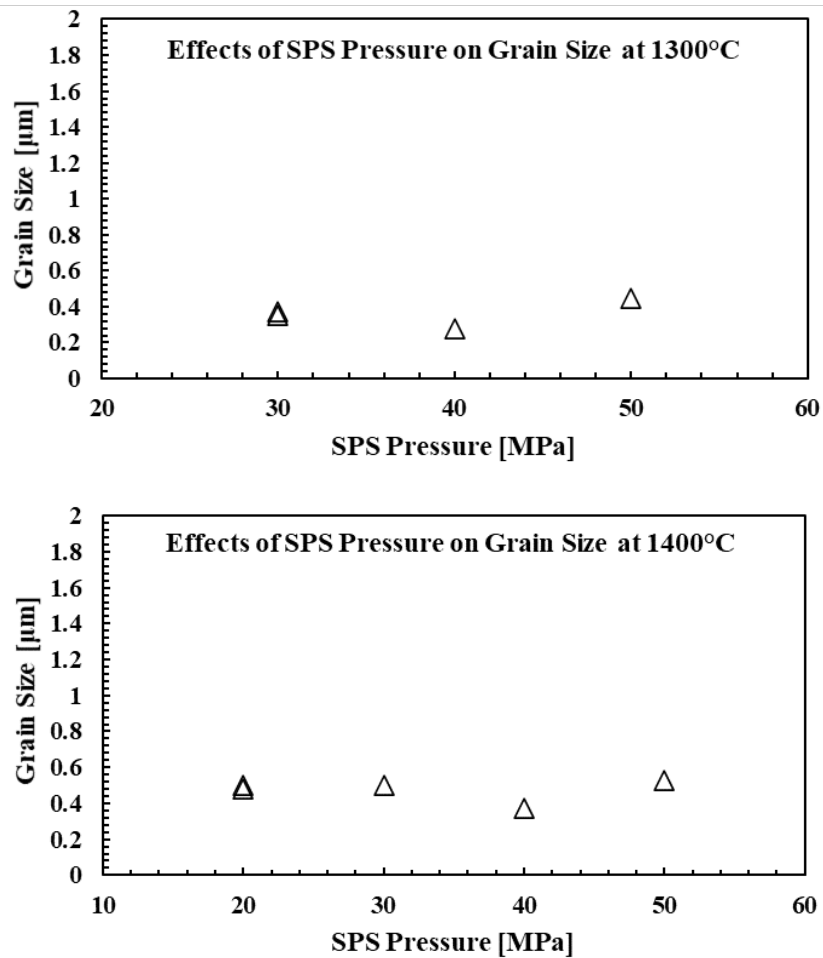 Effects of SPS Pressure on Grain Size at 1300°C
Grain Size [µm]
2
1.8
1.6
1.4
1.2
1
0.8
0.6
0.4
0.2
0
20 30 40 50 60
SPS Pressure [MPa]
Effects of SPS Pressure on Grain Size at 1400°C
Grain Size [µm]
2
1.8
1.6
1.4
1.2
1
0.8
0.6
0.4
0.2
0
10 20 30 40 50 60
SPS Pressure [MPa]